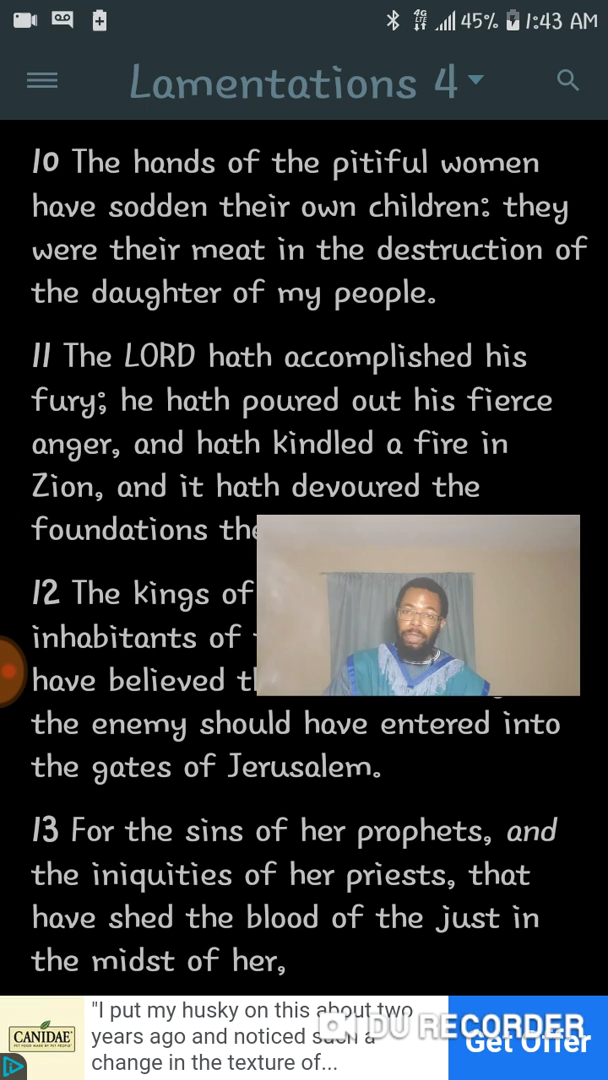 4G
LTE
45%
1:43 AM
Lamentations 4
10 The hands of the pitiful women
have sodden their own children: they
were their meat in the destruction of
the daughter of my people.
11 The LORD hath accomplished his
fury; he hath poured out his fierce
anger, and hath kindled a fire in
Zion, and it hath devoured the
foundations
12 The kings of
inhabitants of
have believed
the enemy should have entered into
the gates of Jerusalem.
13 For the sins of her prophets, and
the iniquities of her priests, that
have shed the blood of the just in
the midst of her,
CANIDAE
"I put my husky on this about two
years ago and noticed such a
change in the texture of...
DU RECORDER
Get Offer